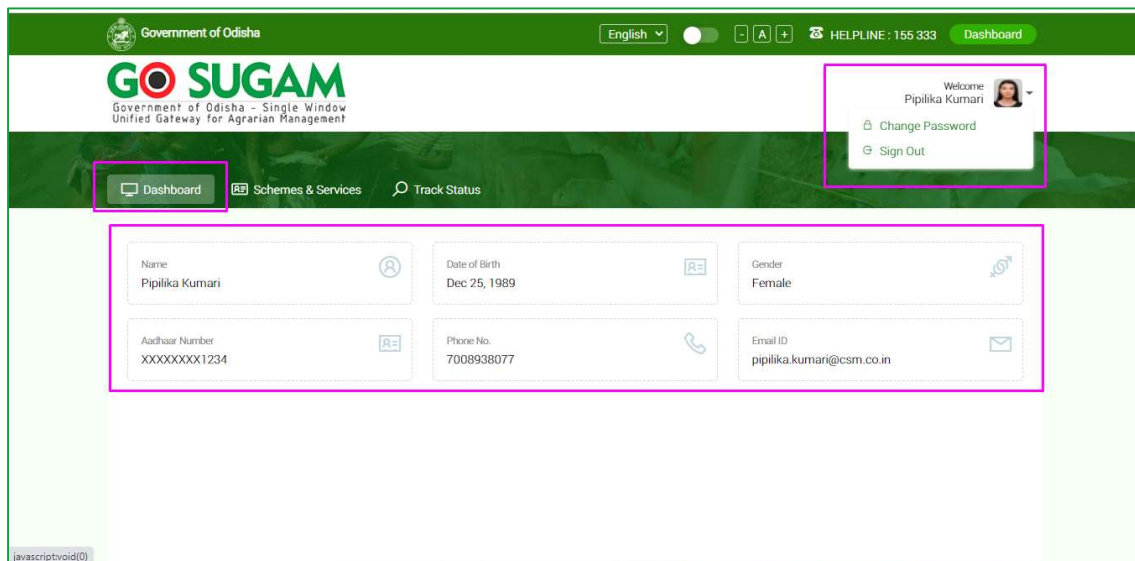 Government of Odisha
English
- A +
HELPLINE : 155 333
Dashboard
GO SUGAM
Government of Odisha - Single Window
Unified Gateway for Agrarian Management
Welcome
Pipilika Kumari
Change Password
Sign Out
Dashboard
Schemes & Services
Track Status
Name
Pipilika Kumari
Date of Birth
Dec 25, 1989
Gender
Female
Aadhaar Number
XXXXXXXX1234
Phone No.
7008938077
Email ID
pipilika.kumari@csm.co.in
javascript:void(0)